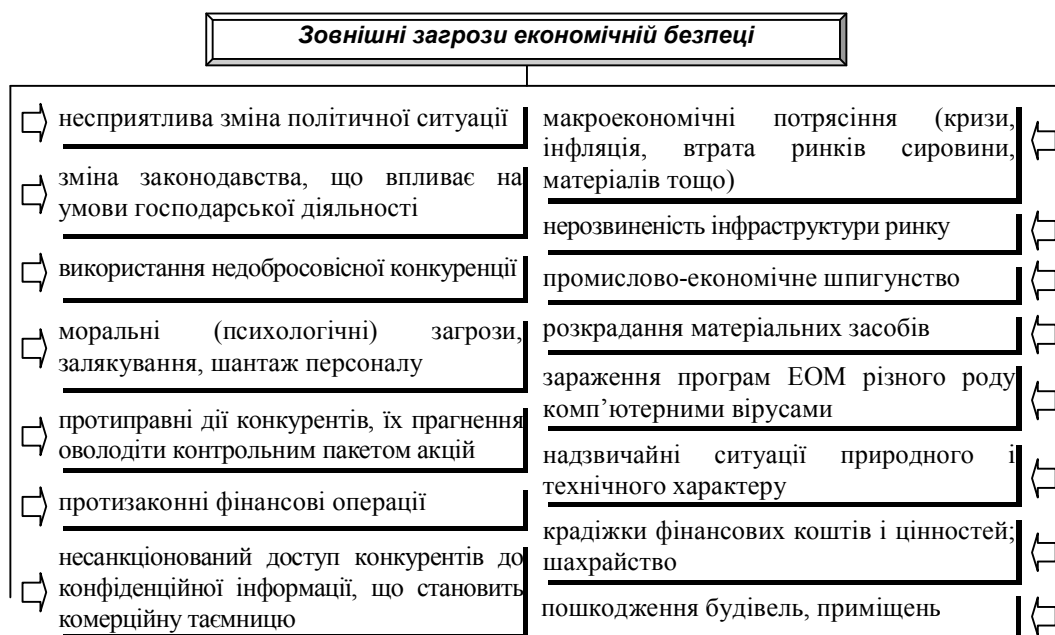 Зовнішні загрози економічній безпеці
несприятлива зміна політичної ситуації
зміна законодавства, що впливає на
умови господарської діяльності
використання недобросовісної конкуренції
моральні (психологічні) загрози,
залякування, шантаж персоналу
протиправні дії конкурентів, їх прагнення
оволодіти контрольним пакетом акцій
протизаконні фінансові операції
несанкціонований доступ конкурентів до
конфіденційної інформації, що становить
комерційну таємницю
макроекономічні потрясіння (кризи,
інфляція, втрата ринків сировини,
матеріалів тощо)
нерозвиненість інфраструктури ринку
промислово-економічне шпигунство
розкрадання матеріальних засобів
зараження програм ЕОМ різного роду
комп’ютерними вірусами
надзвичайні ситуації природного і
технічного характеру
крадіжки фінансових коштів і цінностей;
шахрайство
пошкодження будівель, приміщень